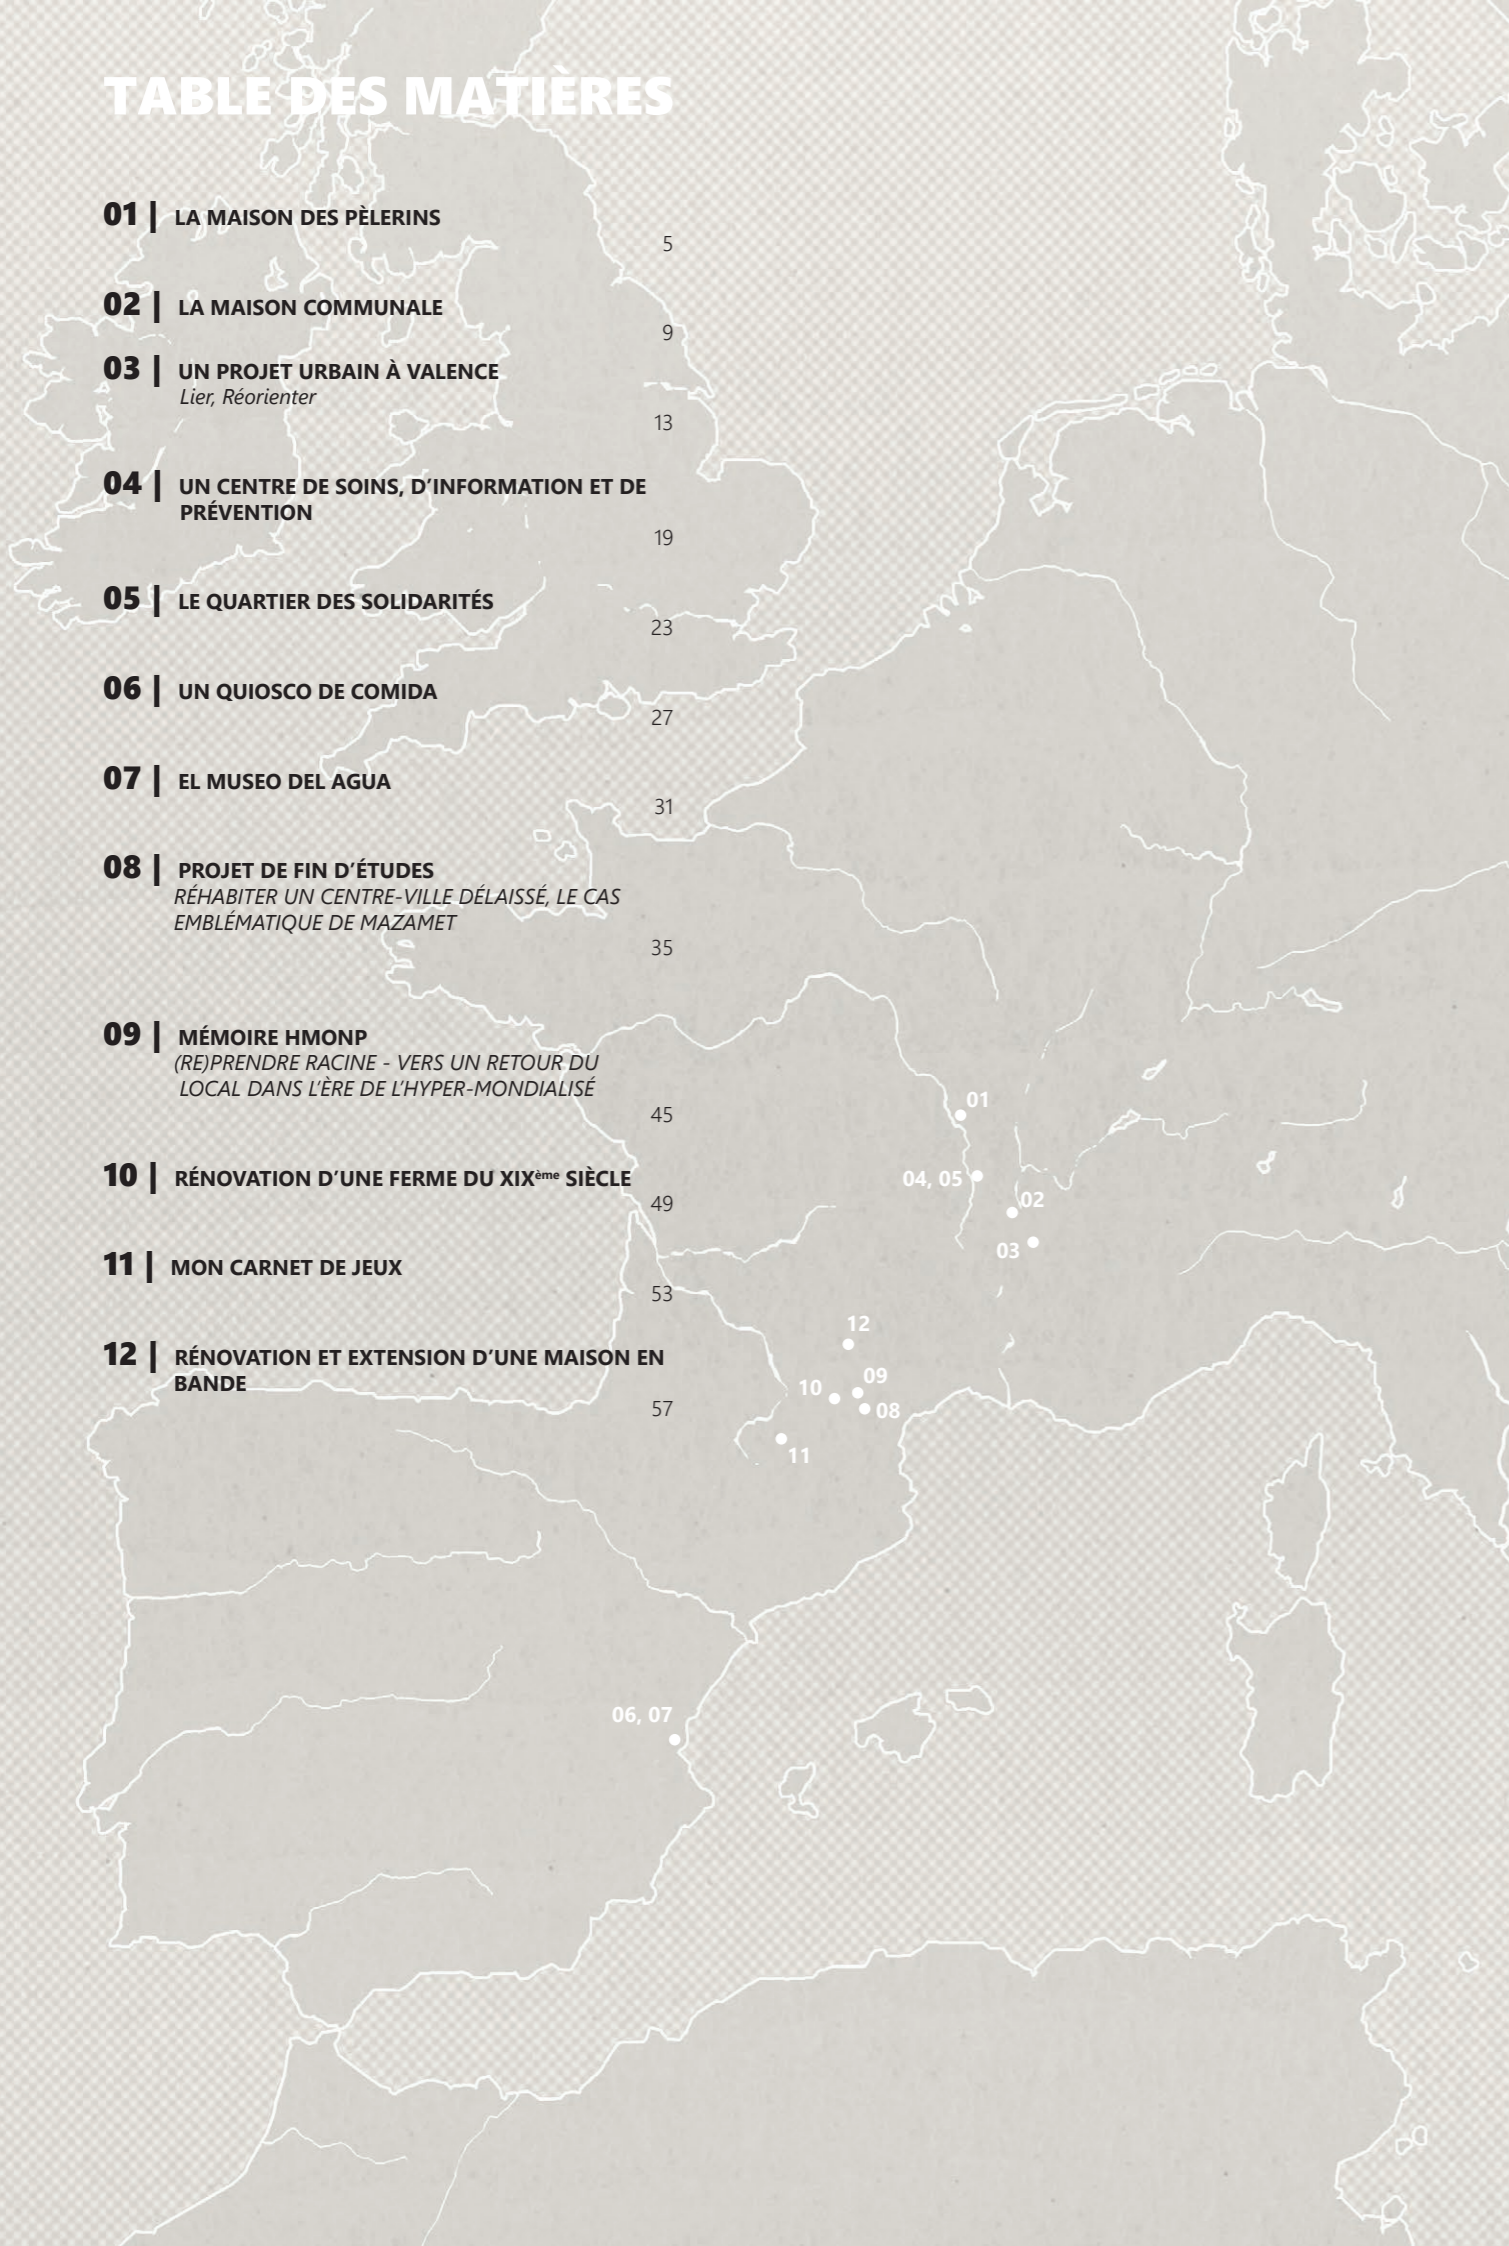 TABLE DES MATIÈRES
01 | LA MAISON DES PÈLERINS
5
02 | LA MAISON COMMUNALE
9
03 | UN PROJET URBAIN À VALENCE
Lier, Réorienter
13
04 | UN CENTRE DE SOINS, D'INFORMATION ET DE
PRÉVENTION
19
05 | LE QUARTIER DES SOLIDARITÉS
23
06 | UN QUIOSCO DE COMIDA
27
07 | EL MUSEO DEL AGUA
31
08 | PROJET DE FIN D'ÉTUDES
RÉHABITER UN CENTRE-VILLE DÉLAISSÉ, LE CAS
EMBLÉMATIQUE DE MAZAMET
35
09 | MÉMOIRE HMONP
(RE)PRENDRE RACINE - VERS UN RETOUR DU
LOCAL DANS L'ÈRE DE L'HYPER-MONDIALISÉ
45
10 | RÉNOVATION D'UNE FERME DU XIXème SIÈCLE
49
11 | MON CARNET DE JEUX
53
12 | RÉNOVATION ET EXTENSION D'UNE MAISON EN
BANDE
57
01
04, 05
02
03
12
09
10
08
11
06, 07